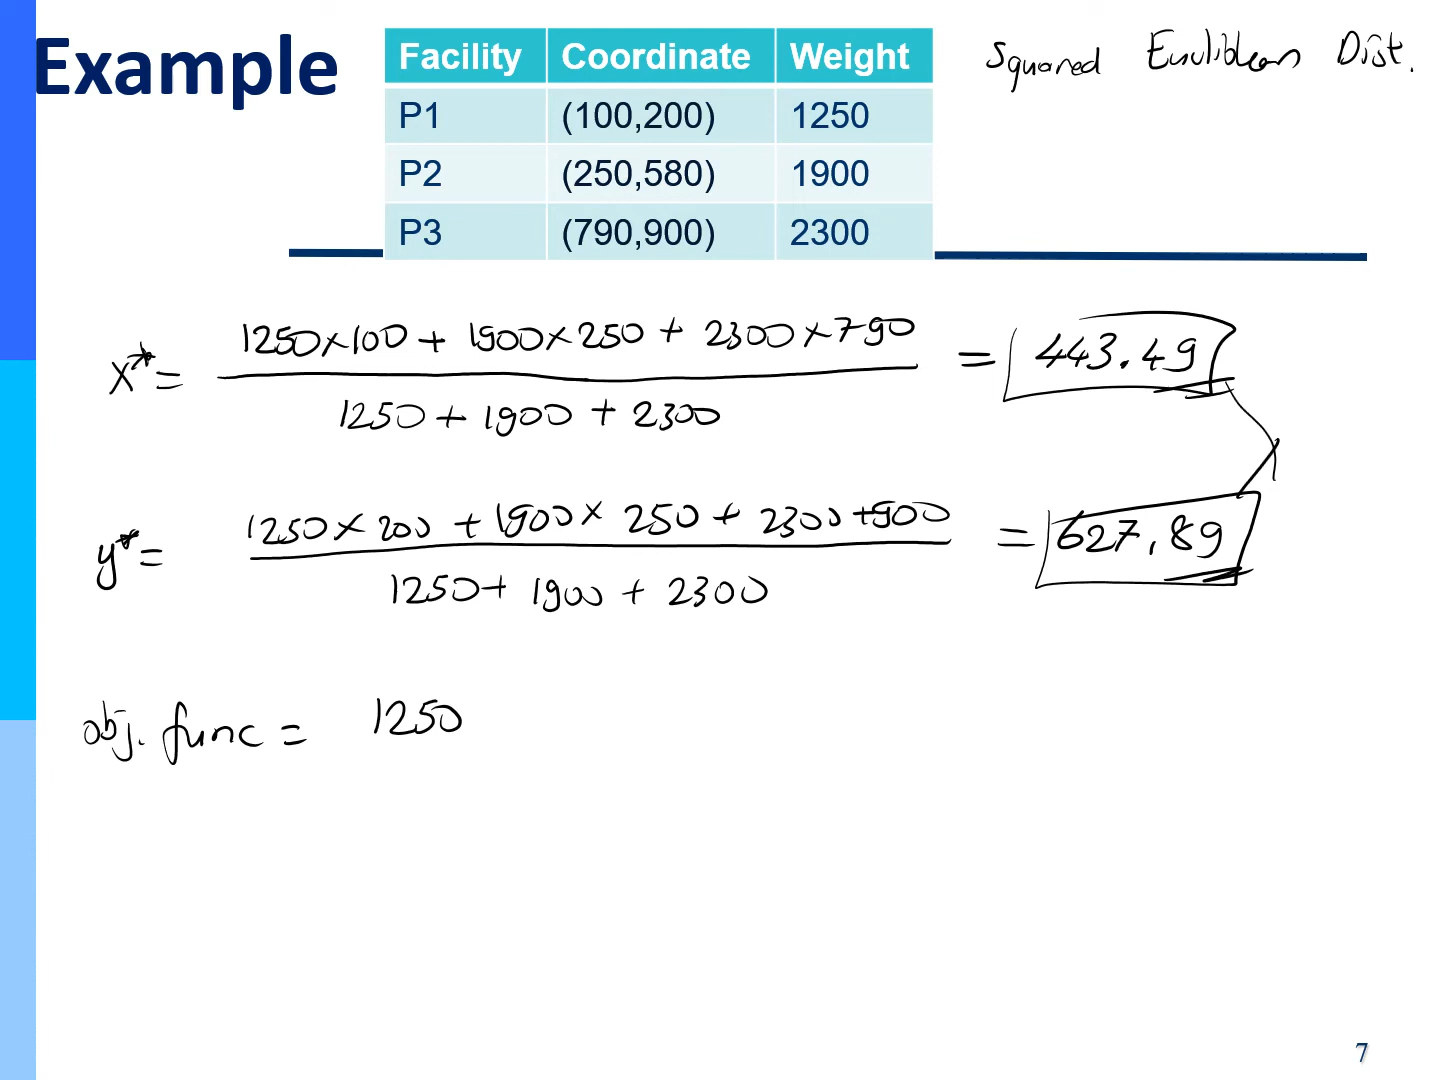 Example
Facility Coordinate Weight
P1 (100,200) 1250
P2 (250,580) 1900
P3 (790,900) 2300
Squared Euclidean Dist.
x* = 1250×100 + 1900×250 + 2300×790 = 443.49
1250 + 1900 + 2300
y* = 1250 × 200 + 1900 × 250 + 2300 + 900 = 627,89
1250 + 1900 + 2300
obj. func = 1250
7